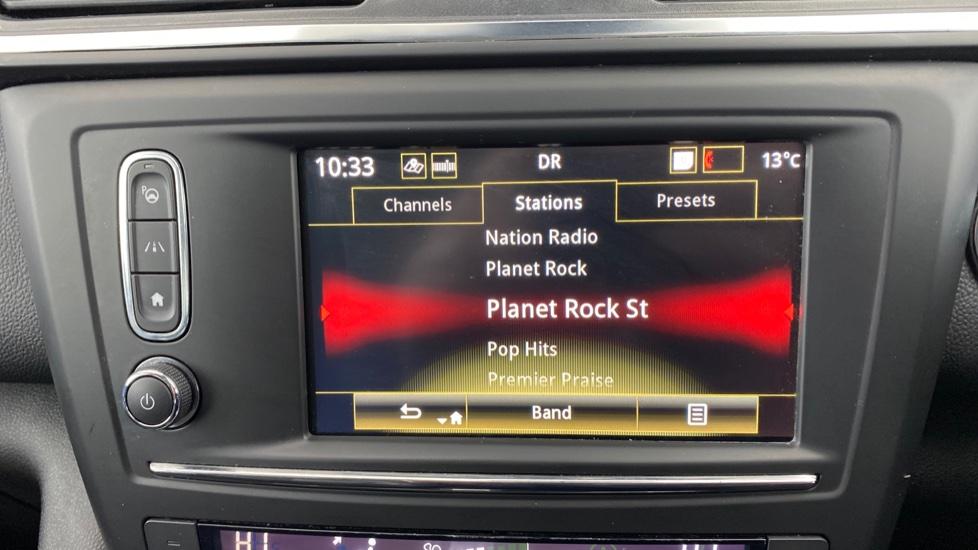 10:33 DR 13°C
Channels Stations Presets
Nation Radio
Planet Rock
Planet Rock St
Pop Hits
Premier Praise
Band
P